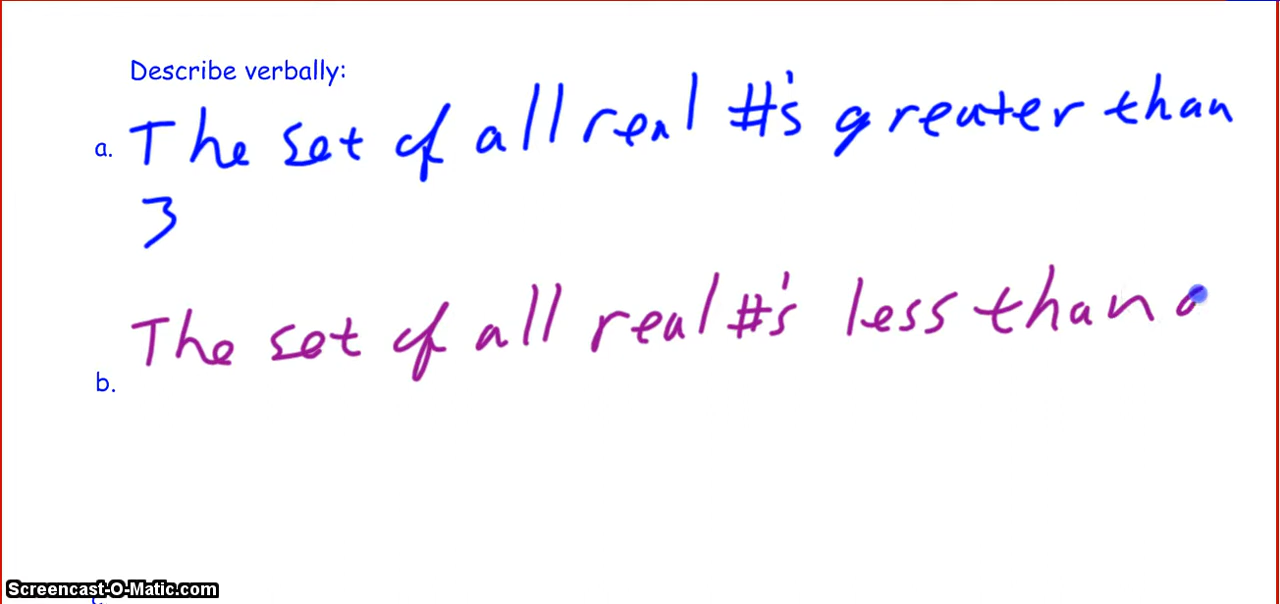 Describe verbally:
a. The set of all real #'s greater than
3
The set of all real #'s less than
b.
Screencast-O-Matic.com